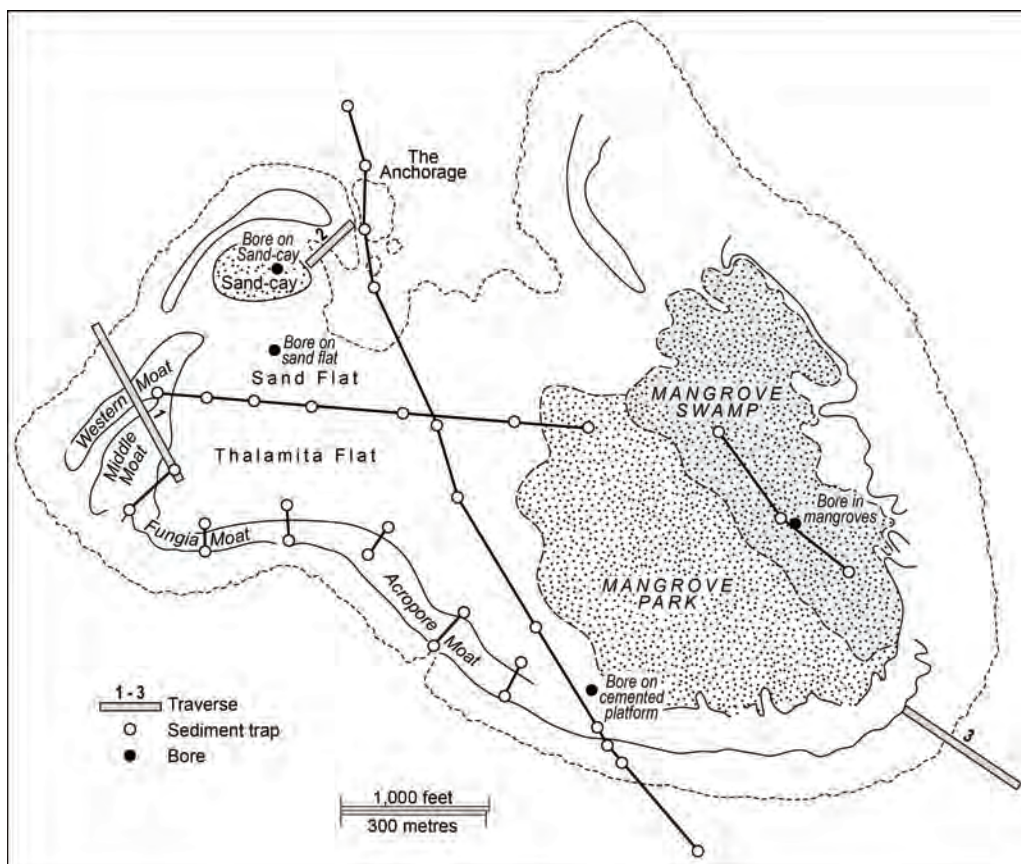 The
Anchorage
2
Bore on
Sand-cay
Sand-cay
Bore on
sand flat
Sand Flat
Western Moat
1
Middle
Moat
Thalamita Flat
MANGROVE
SWAMP
Bore in
mangroves
Fungia Moat
MANGROVE
PARK
Acropore Moat
Bore on
cemented
platform
3
1 - 3
Traverse
Sediment trap
Bore
1,000 feet
300 metres